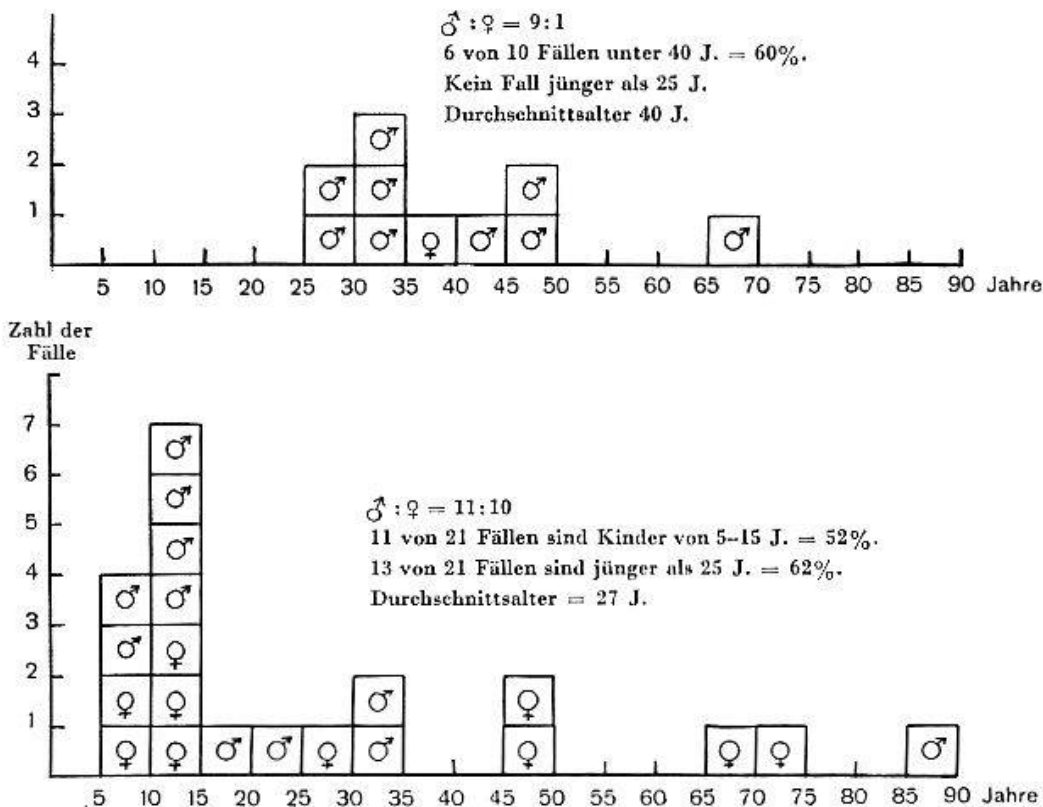 ♂ : ♀ = 9:1
6 von 10 Fällen unter 40 J. = 60%.
Kein Fall jünger als 25 J.
Durchschnittsalter 40 J.
4
3
2
1
5 10 15 20 25 30 35 40 45 50 55 60 65 70 75 80 85 90 Jahre
Zahl der
Fälle
7
6
5
4
3
2
1
♂ : ♀ = 11:10
11 von 21 Fällen sind Kinder von 5–15 J. = 52%.
13 von 21 Fällen sind jünger als 25 J. = 62%.
Durchschnittsalter = 27 J.
5 10 15 20 25 30 35 40 45 50 55 60 65 70 75 80 85 90 Jahre